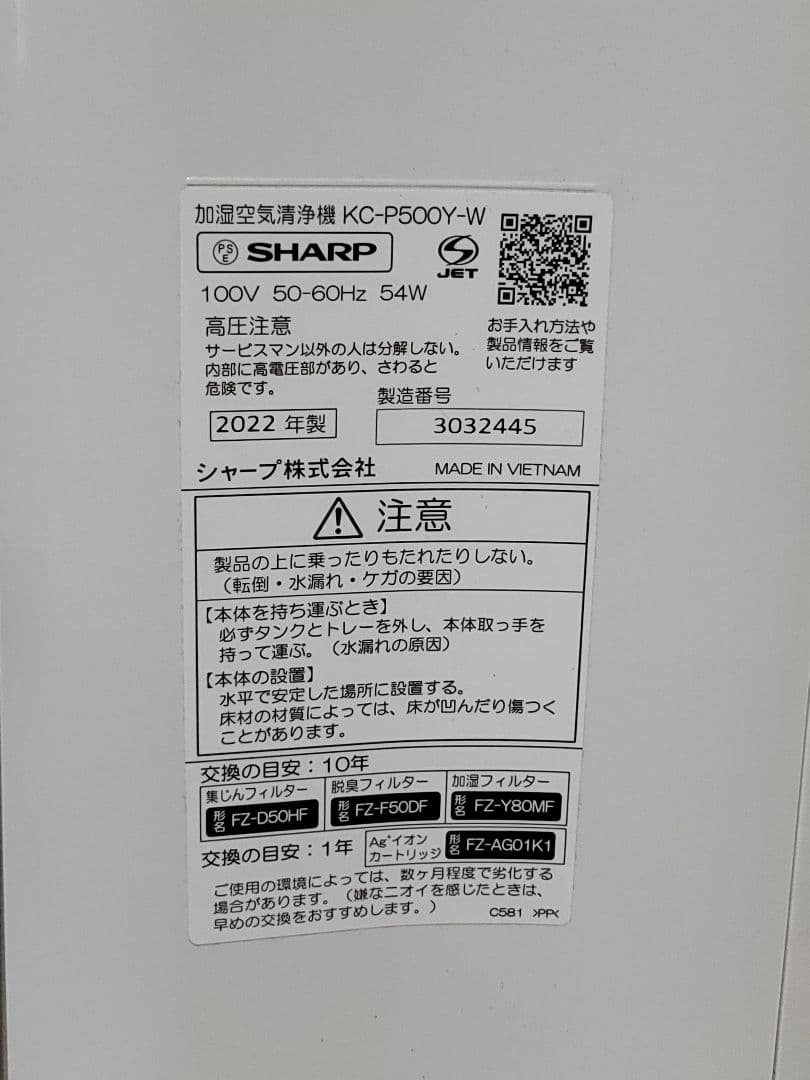 加湿空気清浄機 KC-P500Y-W
PSE SHARP
JET
100V 50-60Hz 54W
高圧注意
サービスマン以外の人は分解しない。
内部に高電圧部があり、さわると
危険です。
お手入れ方法や
製品情報をご覧
いただけます
製造番号
2022 年製
3032445
シャープ株式会社
MADE IN VIETNAM
注意
製品の上に乗ったりもたれたりしない。
（転倒・水漏れ・ケガの要因）
【本体を持ち運ぶとき】
必ずタンクとトレーを外し、本体取っ手を
持って運ぶ。（水漏れの原因）
【本体の設置】
水平で安定した場所に設置する。
床材の材質によっては、床が凹んだり傷つく
ことがあります。
交換の目安：10年
集じんフィルター
形名 FZ-D50HF
脱臭フィルター
形名 FZ-F50DF
加湿フィルター
形名 FZ-Y80MF
交換の目安：1年
Ag⁺イオン
カートリッジ
形名 FZ-AG01K1
ご使用の環境によっては、数ヶ月程度で劣化する
場合があります。（嫌なニオイを感じたときは、
早めの交換をおすすめします。）
C581 >PP<